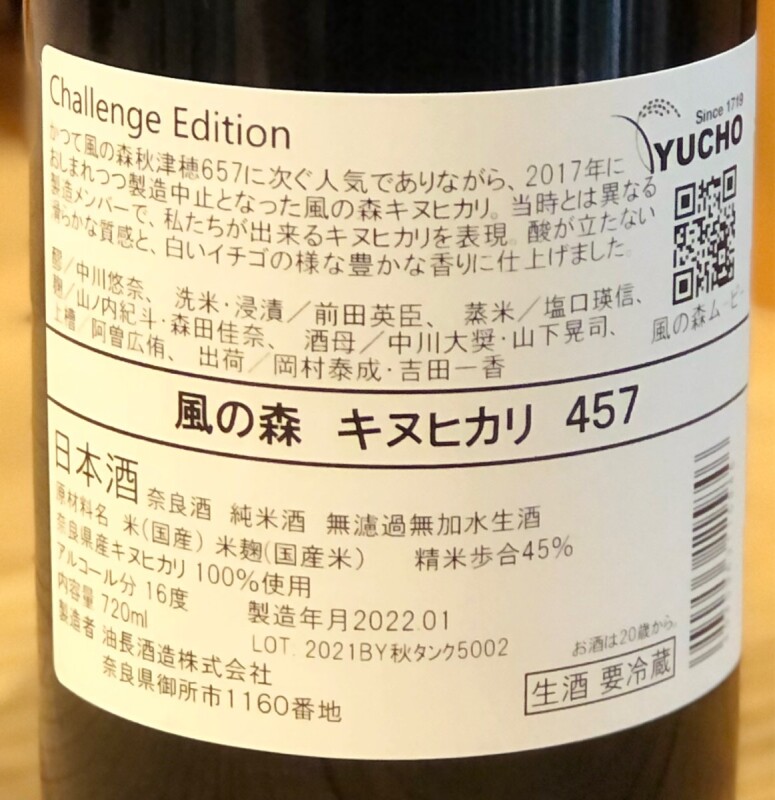 Challenge Edition
Since 1719
YUCHO
かつて風の森秋津穂657に次ぐ人気でありながら、2017年に
おしまれつつ製造中止となった風の森キヌヒカリ。当時とは異なる
製造メンバーで、私たちが出来るキヌヒカリを表現。酸が立たない
滑らかな質感と、白いイチゴの様な豊かな香りに仕上げました。
醪／中川悠奈、 洗米・浸漬／前田英臣、 蒸米／塩口瑛信、
麹／山ノ内紀斗・森田佳奈、 酒母／中川大奨・山下晃司、
上槽／阿曽広侑、 出荷／岡村泰成・吉田一香
風の森ムービー
風の森 キヌヒカリ 457
日本酒 奈良酒 純米酒 無濾過無加水生酒
原材料名 米(国産) 米麹(国産米) 精米歩合45%
奈良県産キヌヒカリ 100%使用
アルコール分 16度
内容量 720ml 製造年月2022.01
製造者 油長酒造株式会社 LOT. 2021BY秋タンク5002
奈良県御所市1160番地
お酒は20歳から。
生酒 要冷蔵